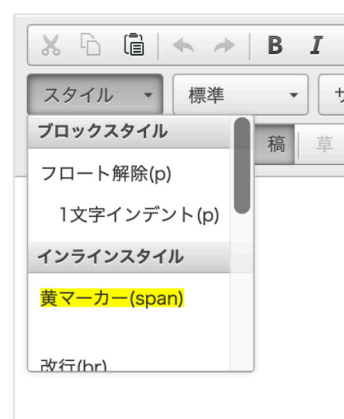 B I
スタイル 標準 サ
ブロックスタイル
稿 草
フロート解除(p)
1文字インデント(p)
インラインスタイル
黄マーカー(span)
改行(br)